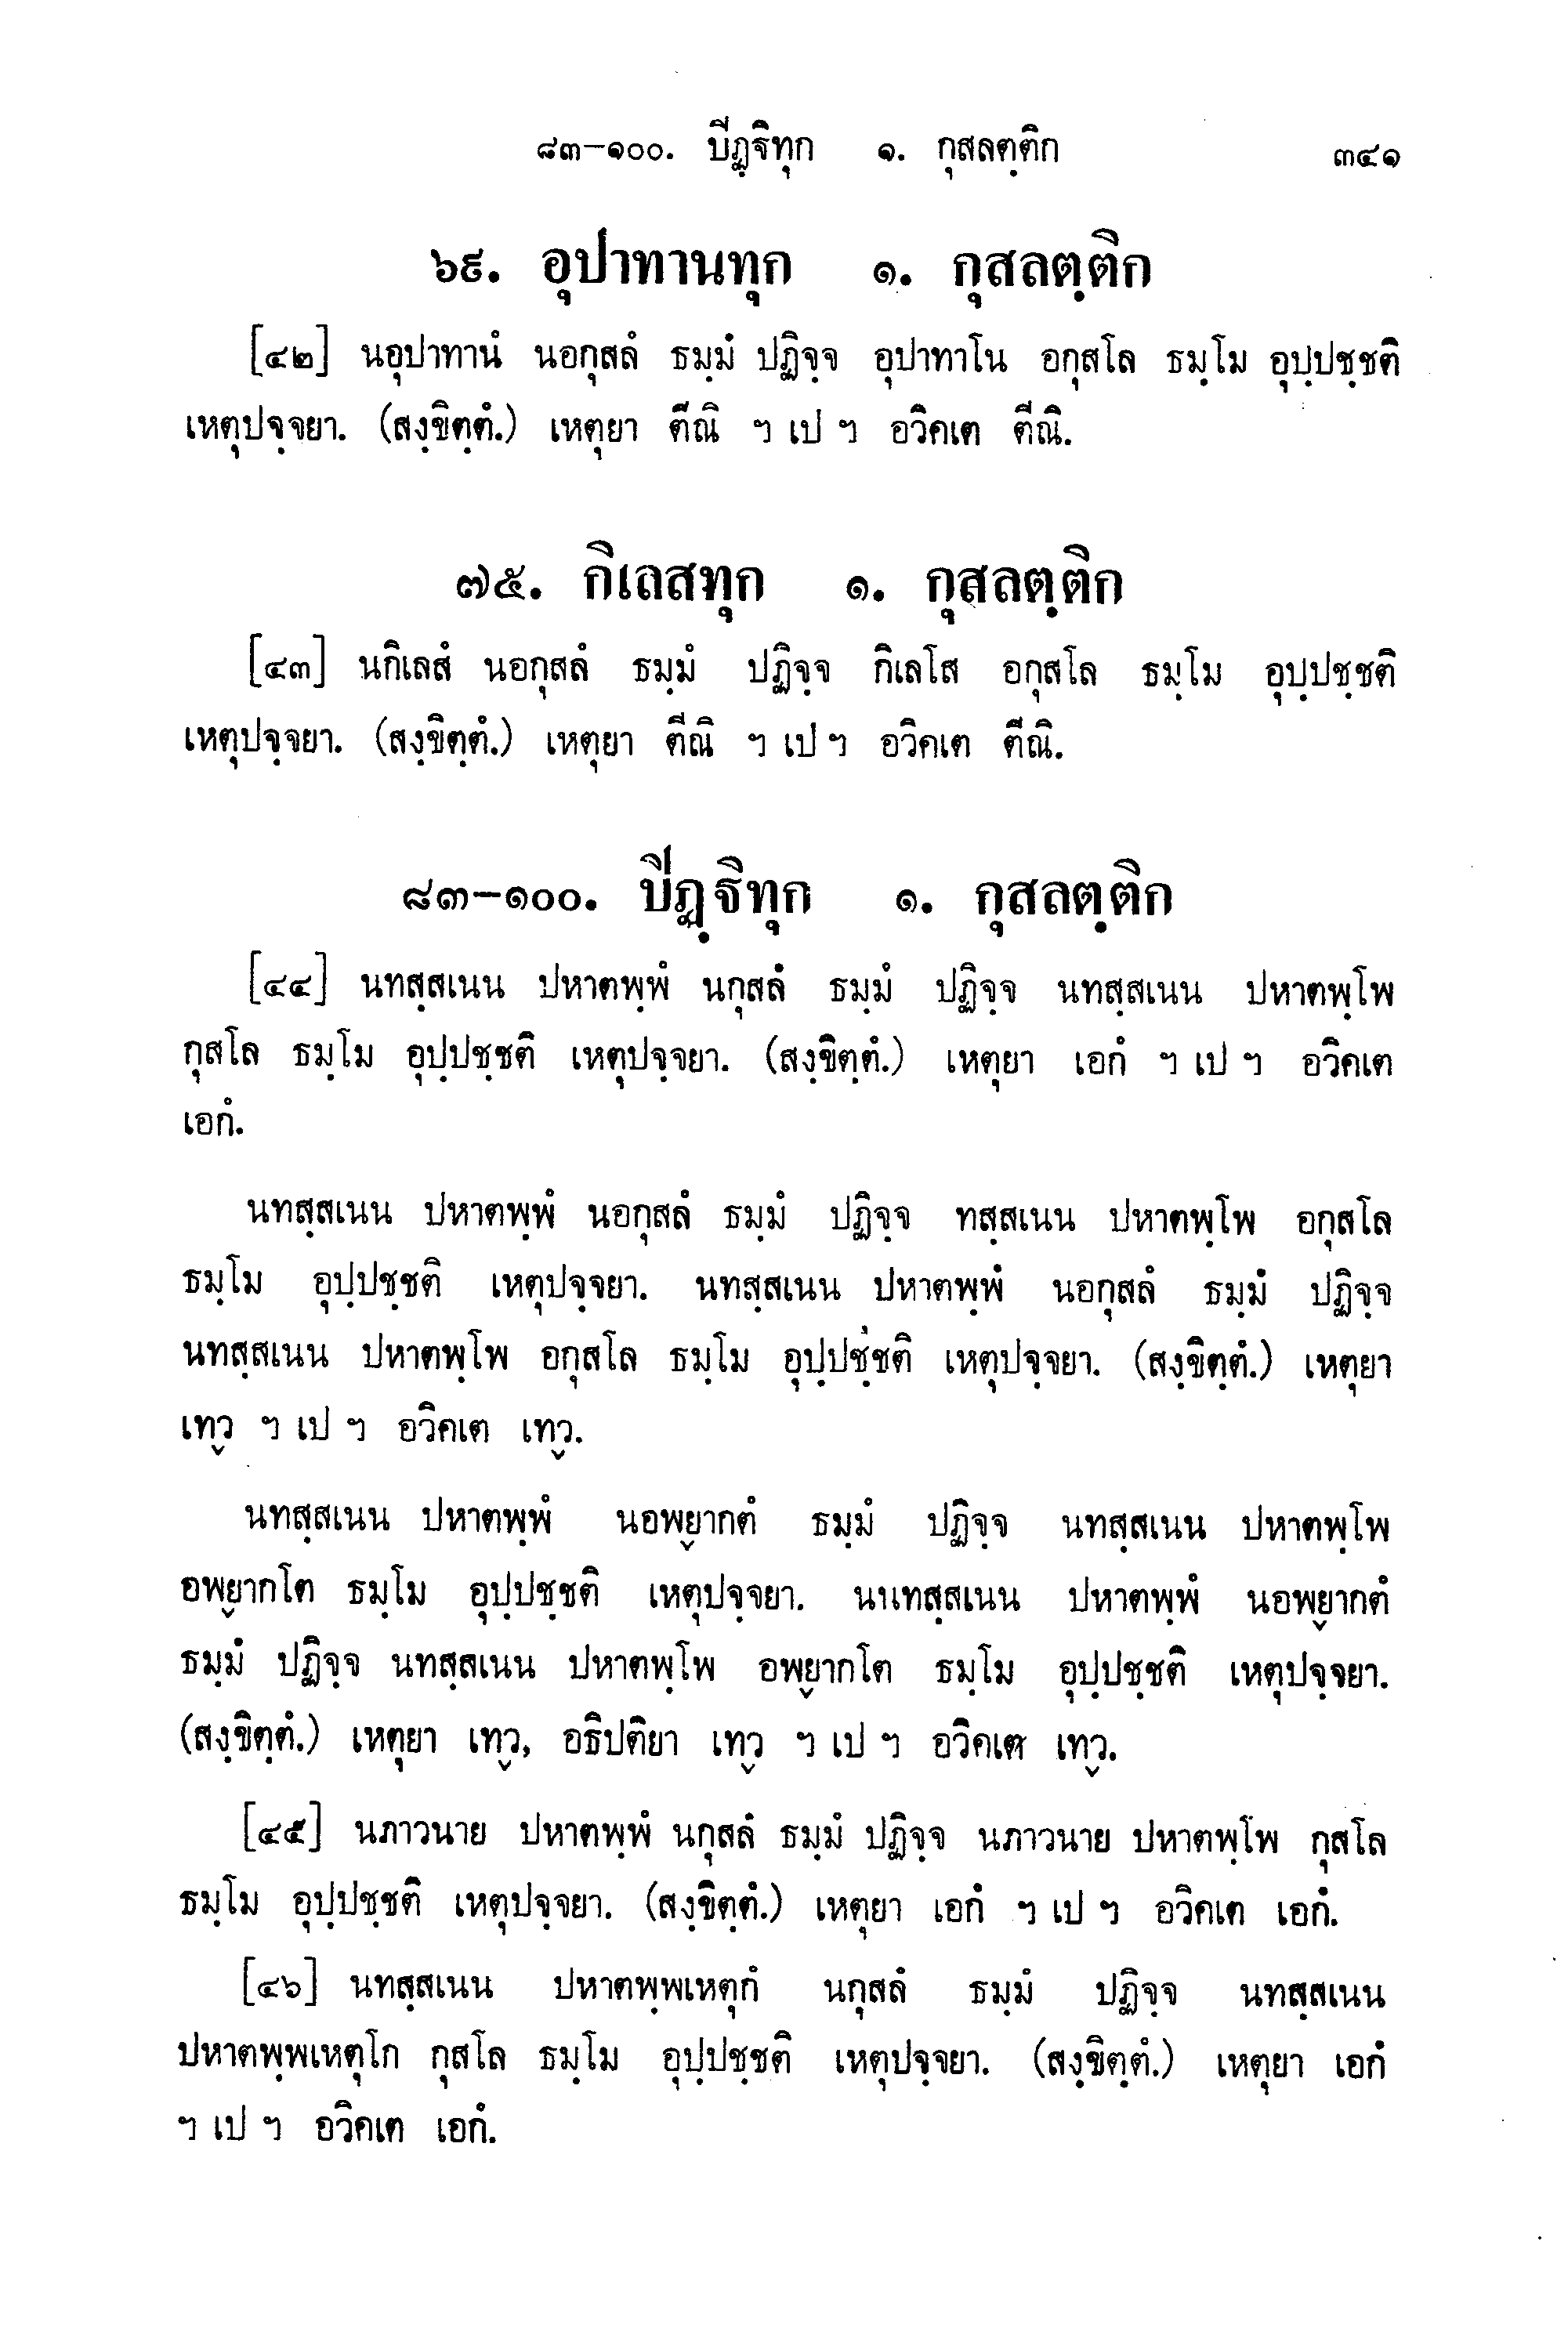 ๘๓–๑๐๐. ปิฏฺฐิทุก ๑. กุสลตฺติก ๓๔๑
๖๙. อุปาทานทุก ๑. กุสลตฺติก
[๔๒] นอุปาทานํ นอกุสลํ ธมฺมํ ปฏิจฺจ อุปาทาโน อกุสโล ธมฺโม อุปฺปชฺชติ
เหตุปจฺจยา. (สงฺขิตฺตํ.) เหตุยา ตีณิ ฯ เป ฯ อวิคเต ตีณิ.
๗๕. กิเลสทุก ๑. กุสลตฺติก
[๔๓] นกิเลสํ นอกุสลํ ธมฺมํ ปฏิจฺจ กิเลโส อกุสโล ธมฺโม อุปฺปชฺชติ
เหตุปจฺจยา. (สงฺขิตฺตํ.) เหตุยา ตีณิ ฯ เป ฯ อวิคเต ตีณิ.
๘๓–๑๐๐. ปิฏฺฐิทุก ๑. กุสลตฺติก
[๔๔] นทสฺสเนน ปหาตพฺพํ นกุสลํ ธมฺมํ ปฏิจฺจ นทสฺสเนน ปหาตพฺโพ
กุสโล ธมฺโม อุปฺปชฺชติ เหตุปจฺจยา. (สงฺขิตฺตํ.) เหตุยา เอกํ ฯ เป ฯ อวิคเต
เอกํ.
นทสฺสเนน ปหาตพฺพํ นอกุสลํ ธมฺมํ ปฏิจฺจ ทสฺสเนน ปหาตพฺโพ อกุสโล
ธมฺโม อุปฺปชฺชติ เหตุปจฺจยา. นทสฺสเนน ปหาตพฺพํ นอกุสลํ ธมฺมํ ปฏิจฺจ
นทสฺสเนน ปหาตพฺโพ อกุสโล ธมฺโม อุปฺปชฺชติ เหตุปจฺจยา. (สงฺขิตฺตํ.) เหตุยา
เทฺว ฯ เป ฯ อวิคเต เทฺว.
นทสฺสเนน ปหาตพฺพํ นอพฺยากตํ ธมฺมํ ปฏิจฺจ นทสฺสเนน ปหาตพฺโพ
อพฺยากโต ธมฺโม อุปฺปชฺชติ เหตุปจฺจยา. นนทสฺสเนน ปหาตพฺพํ นอพฺยากตํ
ธมฺมํ ปฏิจฺจ นทสฺสเนน ปหาตพฺโพ อพฺยากโต ธมฺโม อุปฺปชฺชติ เหตุปจฺจยา.
(สงฺขิตฺตํ.) เหตุยา เทฺว, อธิปติยา เทฺว ฯ เป ฯ อวิคเต เทฺว.
[๔๕] นภาวนาย ปหาตพฺพํ นกุสลํ ธมฺมํ ปฏิจฺจ นภาวนาย ปหาตพฺโพ กุสโล
ธมฺโม อุปฺปชฺชติ เหตุปจฺจยา. (สงฺขิตฺตํ.) เหตุยา เอกํ ฯ เป ฯ อวิคเต เอกํ.
[๔๖] นทสฺสเนน ปหาตพฺพเหตุกํ นกุสลํ ธมฺมํ ปฏิจฺจ นทสฺสเนน
ปหาตพฺพเหตุโก กุสโล ธมฺโม อุปฺปชฺชติ เหตุปจฺจยา. (สงฺขิตฺตํ.) เหตุยา เอกํ
ฯ เป ฯ อวิคเต เอกํ.